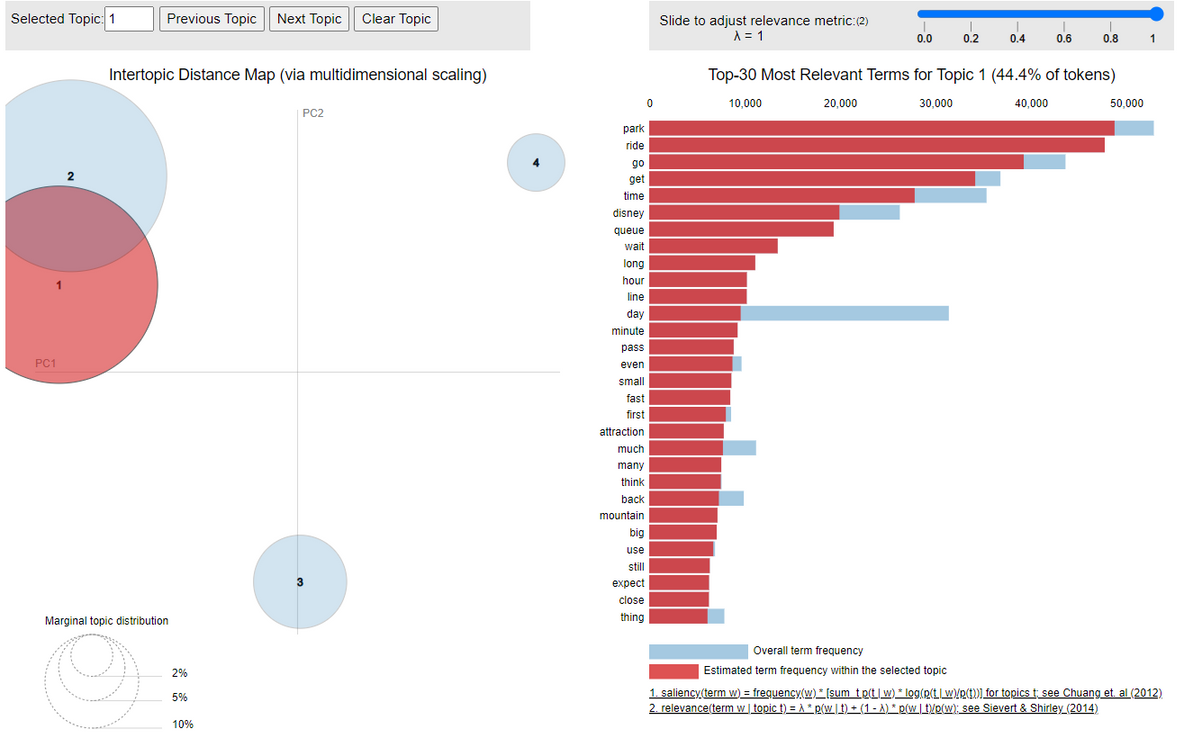 Selected Topic: 1 Previous Topic Next Topic Clear Topic
Slide to adjust relevance metric:(2)
λ = 1
0.0 0.2 0.4 0.6 0.8 1
Intertopic Distance Map (via multidimensional scaling)
PC2
PC1
2
1
4
3
Marginal topic distribution
2%
5%
10%
Top-30 Most Relevant Terms for Topic 1 (44.4% of tokens)
0 10,000 20,000 30,000 40,000 50,000
park
ride
go
get
time
disney
queue
wait
long
hour
line
day
minute
pass
even
small
fast
first
attraction
much
many
think
back
mountain
big
use
still
expect
close
thing
Overall term frequency
Estimated term frequency within the selected topic
1. saliency(term w) = frequency(w) * [sum_t p(t | w) * log(p(t | w)/p(t))] for topics t; see Chuang et. al (2012)
2. relevance(term w | topic t) = λ * p(w | t) + (1 - λ) * p(w | t)/p(w); see Sievert & Shirley (2014)